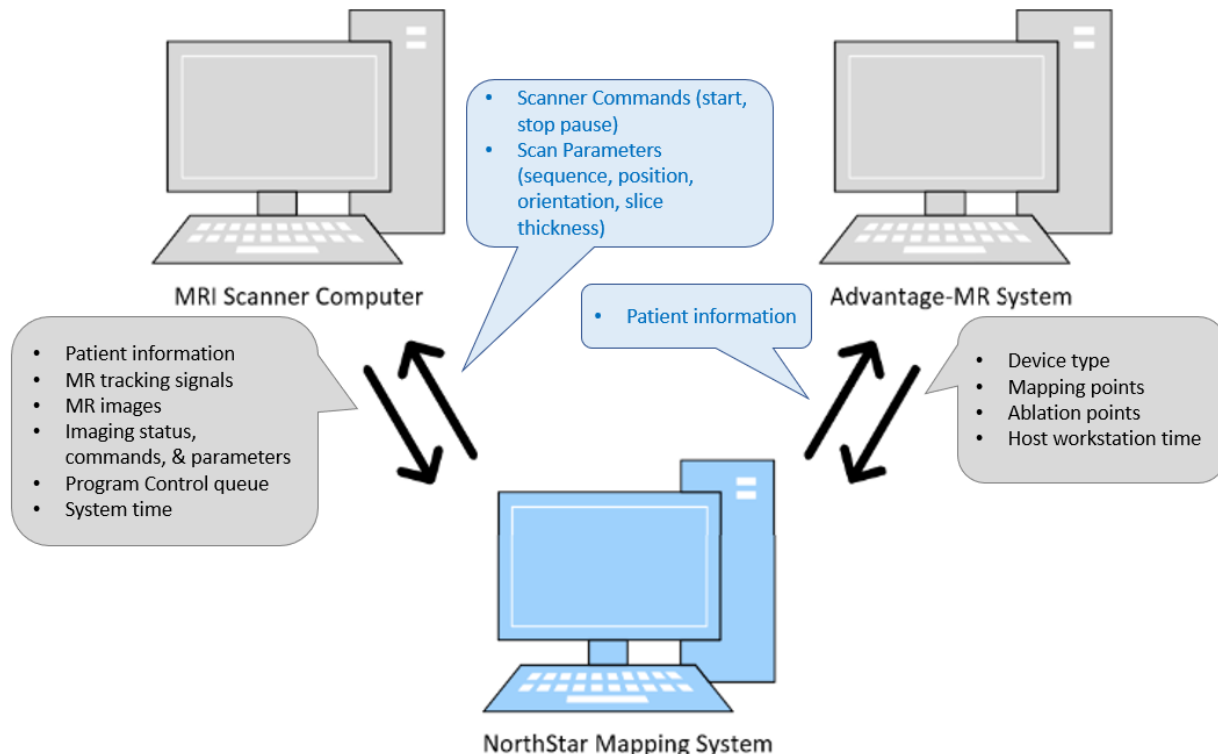 • Scanner Commands (start,
stop pause)
• Scan Parameters
(sequence, position,
orientation, slice
thickness)
MRI Scanner Computer
Advantage-MR System
• Patient information
• Patient information
• MR tracking signals
• MR images
• Imaging status,
commands, & parameters
• Program Control queue
• System time
• Device type
• Mapping points
• Ablation points
• Host workstation time
NorthStar Mapping System